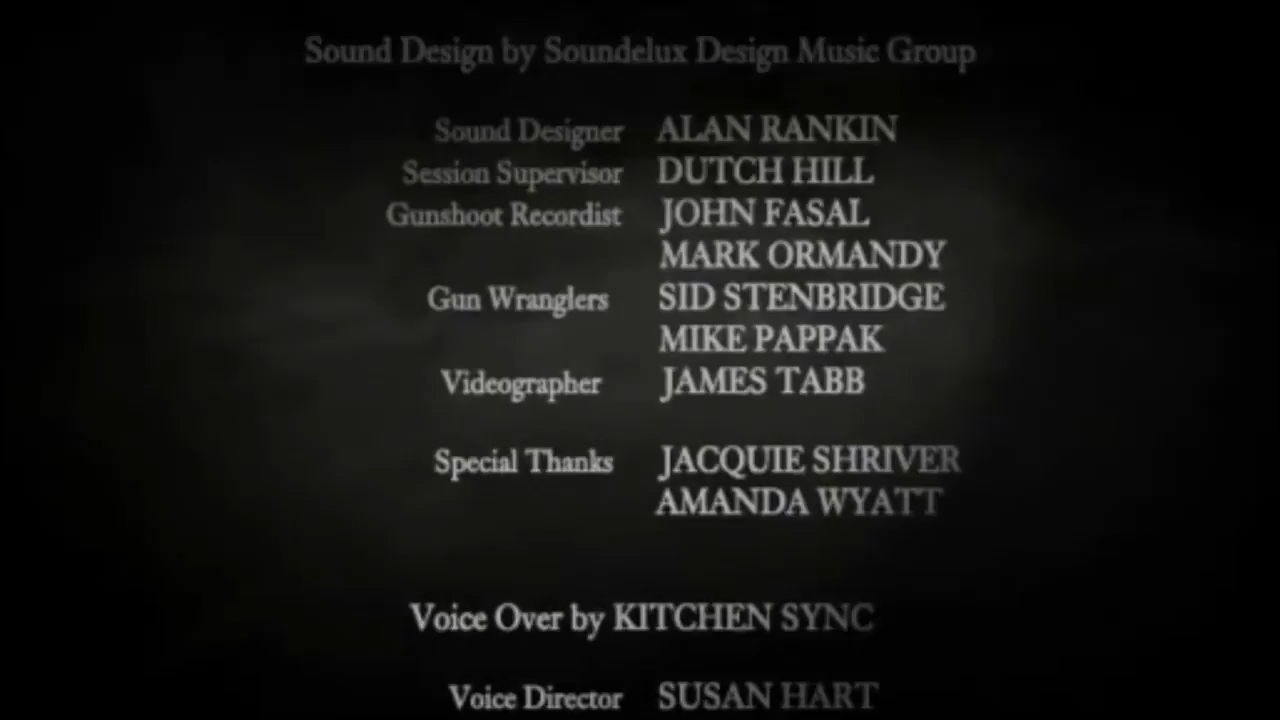 Sound Design by Soundelux Design Music Group
Sound Designer ALAN RANKIN
Session Supervisor DUTCH HILL
Gunshoot Recordist JOHN FASAL
MARK ORMANDY
Gun Wranglers SID STENBRIDGE
MIKE PAPPAK
Videographer JAMES TABB
Special Thanks JACQUIE SHRIVER
AMANDA WYATT
Voice Over by KITCHEN SYNC
Voice Director SUSAN HART